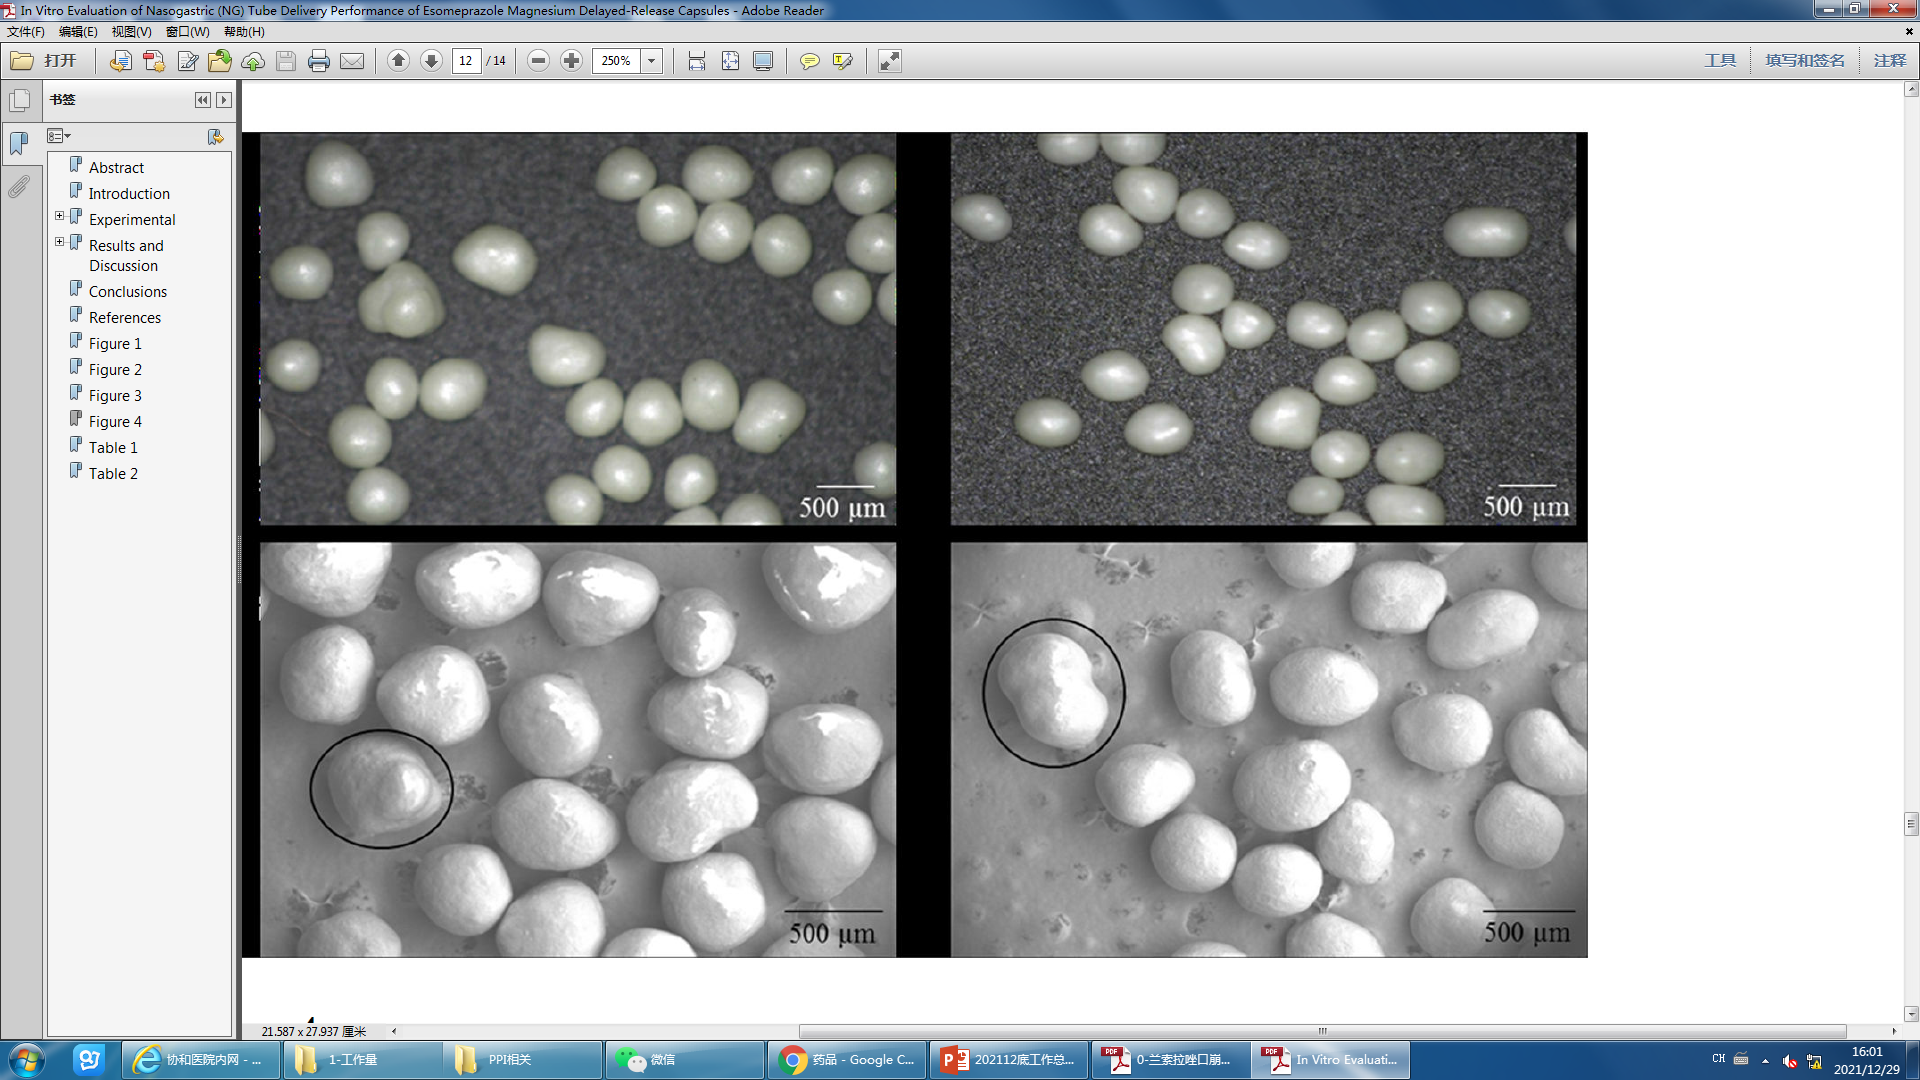 In Vitro Evaluation of Nasogastric (NG) Tube Delivery Performance of Esomeprazole Magnesium Delayed-Release Capsules - Adobe Reader
文件(F) 编辑(E) 视图(V) 窗口(W) 帮助(H)
打开 12 / 14 250% 工具 填写和签名 注释
书签
Abstract
Introduction
Experimental
Results and
Discussion
Conclusions
References
Figure 1
Figure 2
Figure 3
Figure 4
Table 1
Table 2
500 µm
500 µm
500 µm
500 µm
21.587 x 27.937 厘米
协和医院内网 - ...
1-工作量
PPI相关
微信
药品 - Google C...
202112底工作总...
0-兰索拉唑口崩...
In Vitro Evaluati...
CH
16:01
2021/12/29